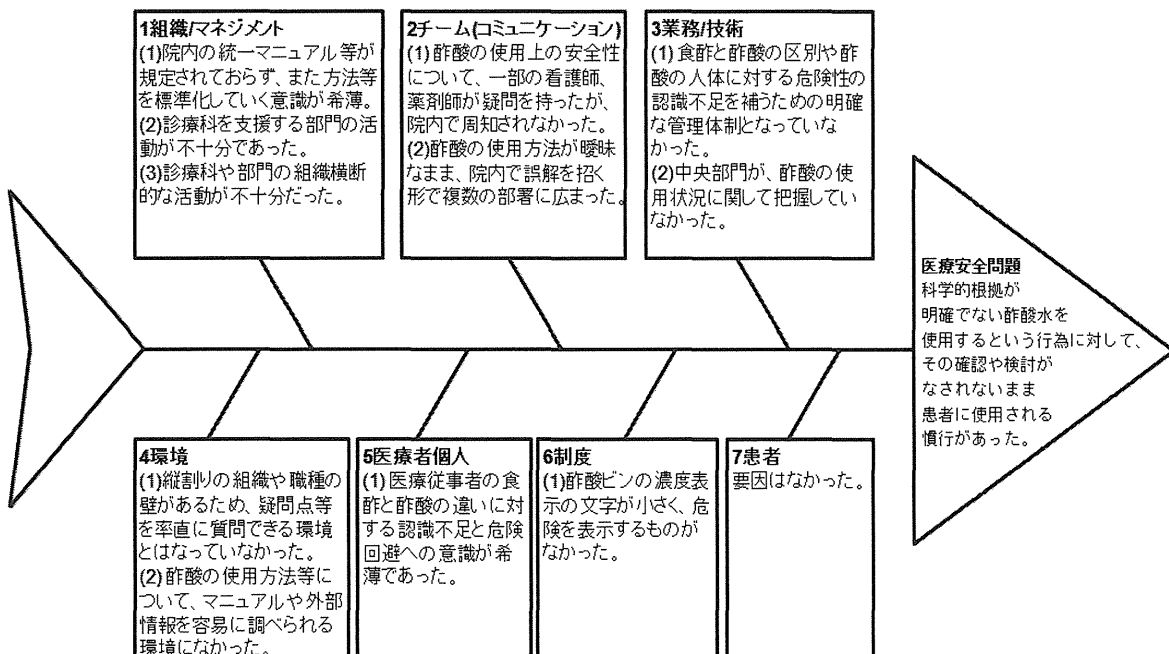 1組織/マネジメント
(1)院内の統一マニュアル等が
規定されておらず、また方法等
を標準化していく意識が希薄。
(2)診療科を支援する部門の活
動が不十分であった。
(3)診療科や部門の組織横断
的な活動が不十分だった。
2チーム(コミュニケーション)
(1)酢酸の使用上の安全性
について、一部の看護師、
薬剤師が疑問を持ったが、
院内で周知されなかった。
(2)酢酸の使用方法が曖昧
なまま、院内で誤解を招く
形で複数の部署に広まった。
3業務/技術
(1)食酢と酢酸の区別や酢
酸の人体に対する危険性の
認識不足を補うための明確
な管理体制となっていな
かった。
(2)中央部門が、酢酸の使
用状況に関して把握してい
なかった。
医療安全問題
科学的根拠が
明確でない酢酸水を
使用するという行為に対して、
その確認や検討が
なされないまま
患者に使用される
慣行があった。
4環境
(1)縦割りの組織や職種の
壁があるため、疑問点等
を率直に質問できる環境
とはなっていなかった。
(2)酢酸の使用方法等に
ついて、マニュアルや外部
情報を容易に調べられる
環境になかった。
5医療者個人
(1)医療従事者の食
酢と酢酸の違いに対
する認識不足と危険
回避への意識が希
薄であった。
6制度
(1)酢酸ビンの濃度表
示の文字が小さく、危
険を表示するものが
なかった。
7患者
要因はなかった。